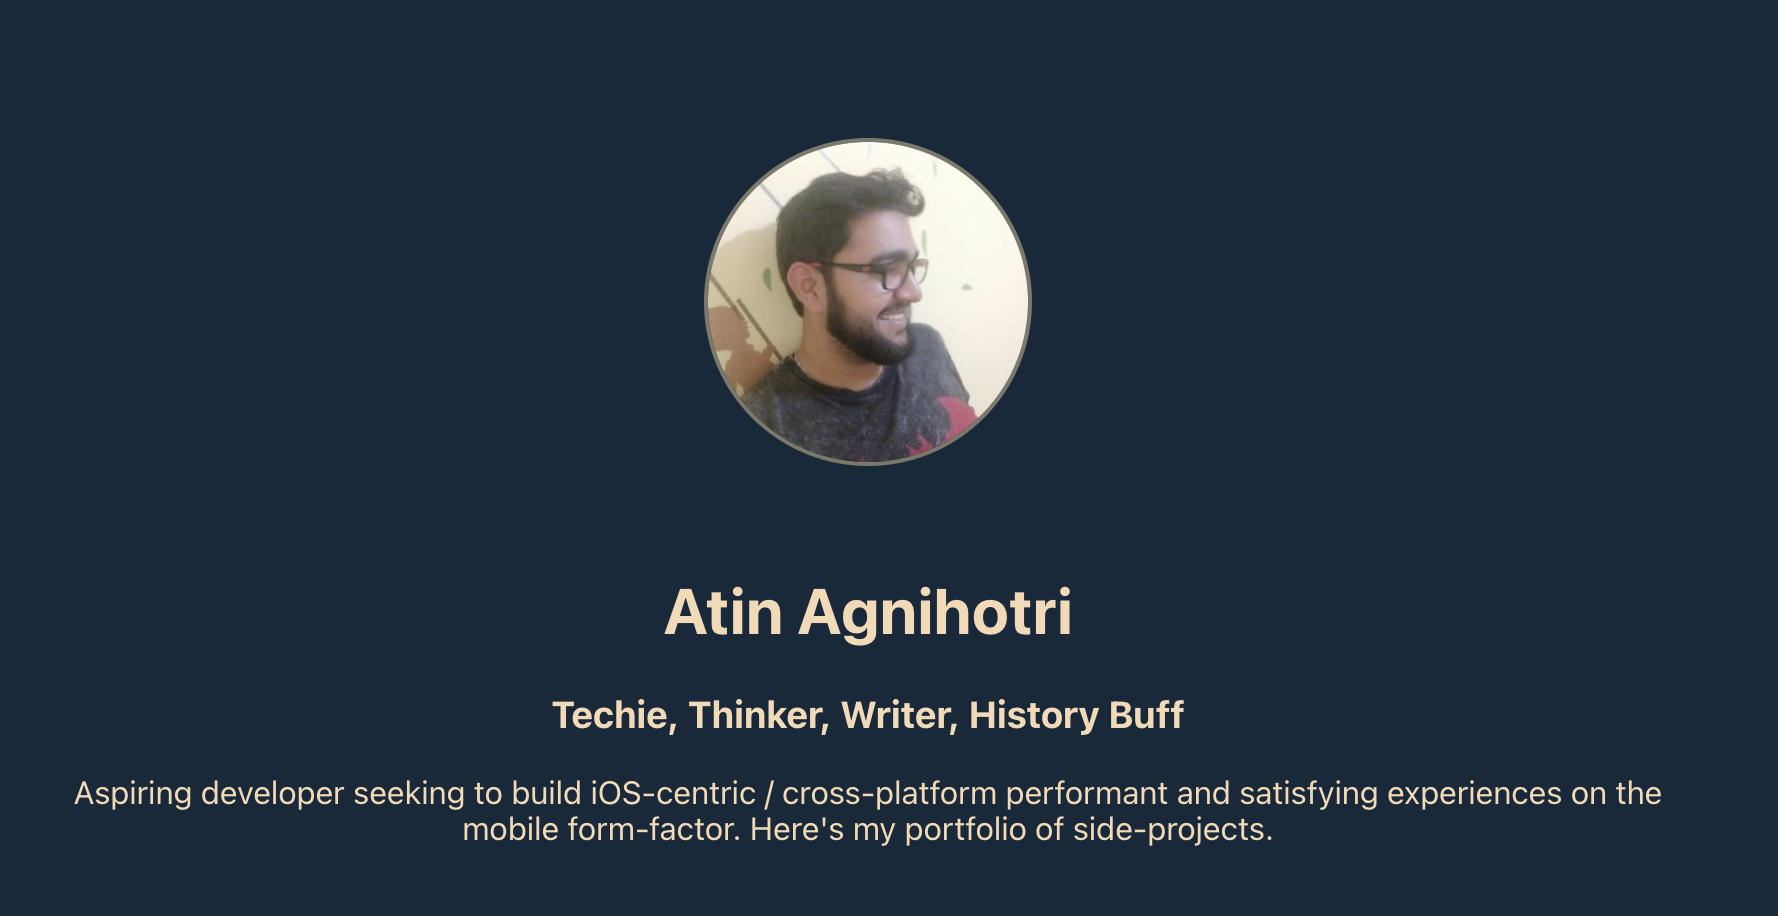 Atin Agnihotri
Techie, Thinker, Writer, History Buff
Aspiring developer seeking to build iOS-centric / cross-platform performant and satisfying experiences on the
mobile form-factor. Here's my portfolio of side-projects.